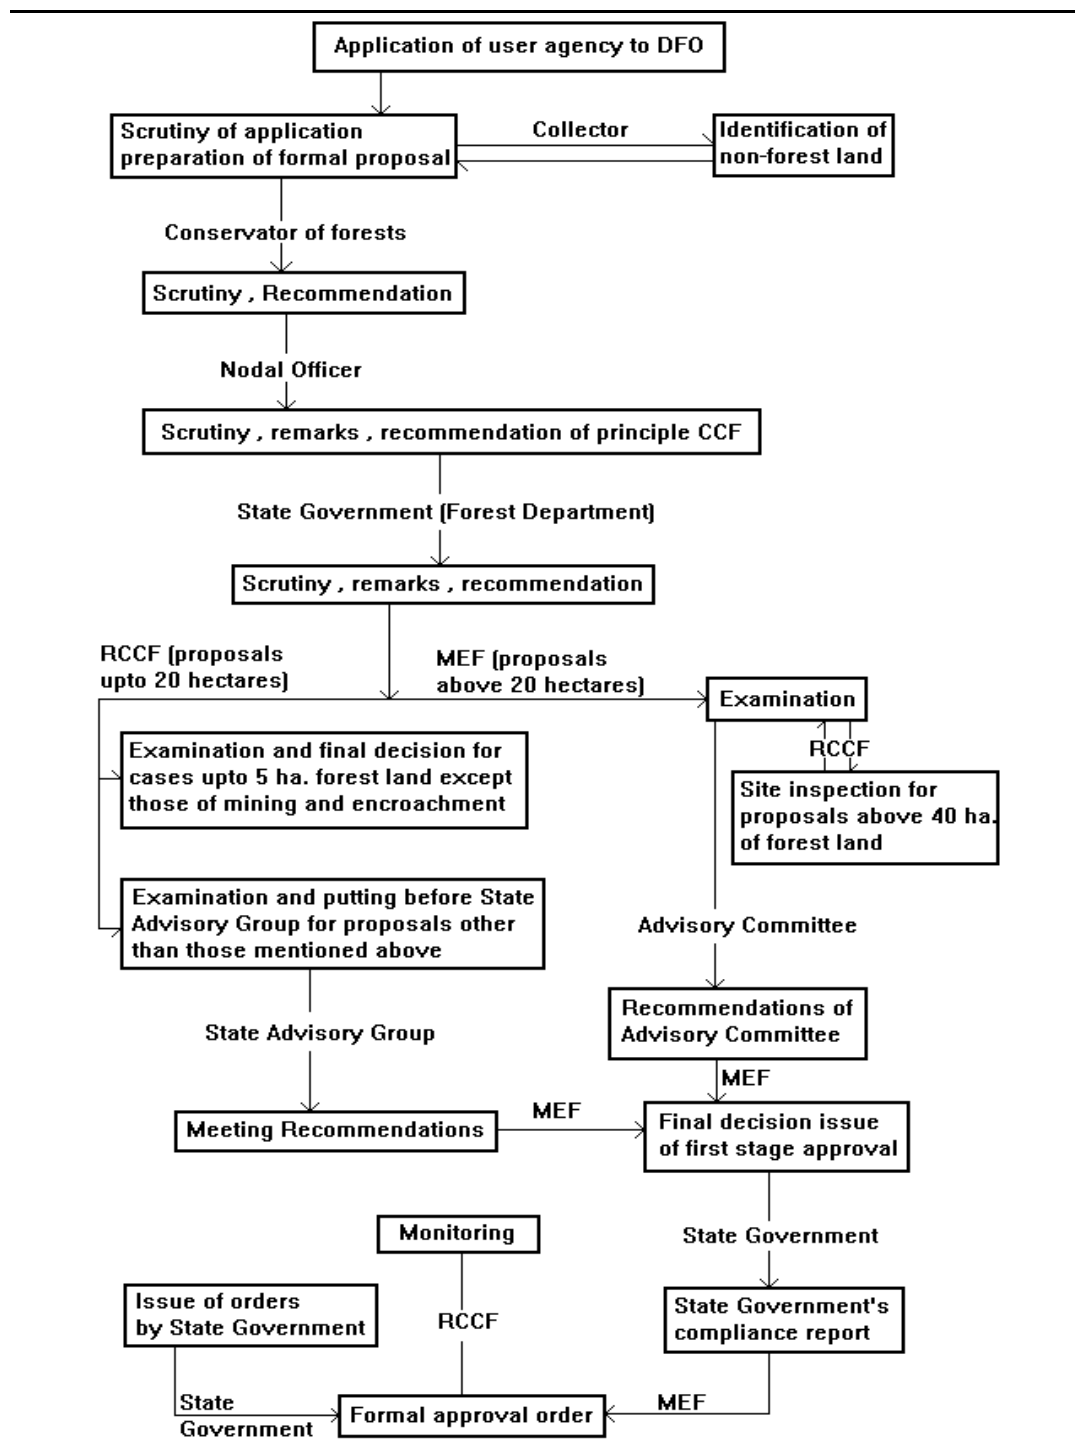 Application of user agency to DFO
Scrutiny of application
preparation of formal proposal
Collector
Identification of
non-forest land
Conservator of forests
Scrutiny , Recommendation
Nodal Officer
Scrutiny , remarks , recommendation of principle CCF
State Government (Forest Department)
Scrutiny , remarks , recommendation
RCCF (proposals
upto 20 hectares)
MEF (proposals
above 20 hectares)
Examination
Examination and final decision for
cases upto 5 ha. forest land except
those of mining and encroachment
RCCF
Site inspection for
proposals above 40 ha.
of forest land
Examination and putting before State
Advisory Group for proposals other
than those mentioned above
Advisory Committee
Recommendations of
Advisory Committee
State Advisory Group
MEF
Meeting Recommendations
MEF
Final decision issue
of first stage approval
Monitoring
State Government
Issue of orders
by State Government
RCCF
State Government's
compliance report
State
Government
Formal approval order
MEF